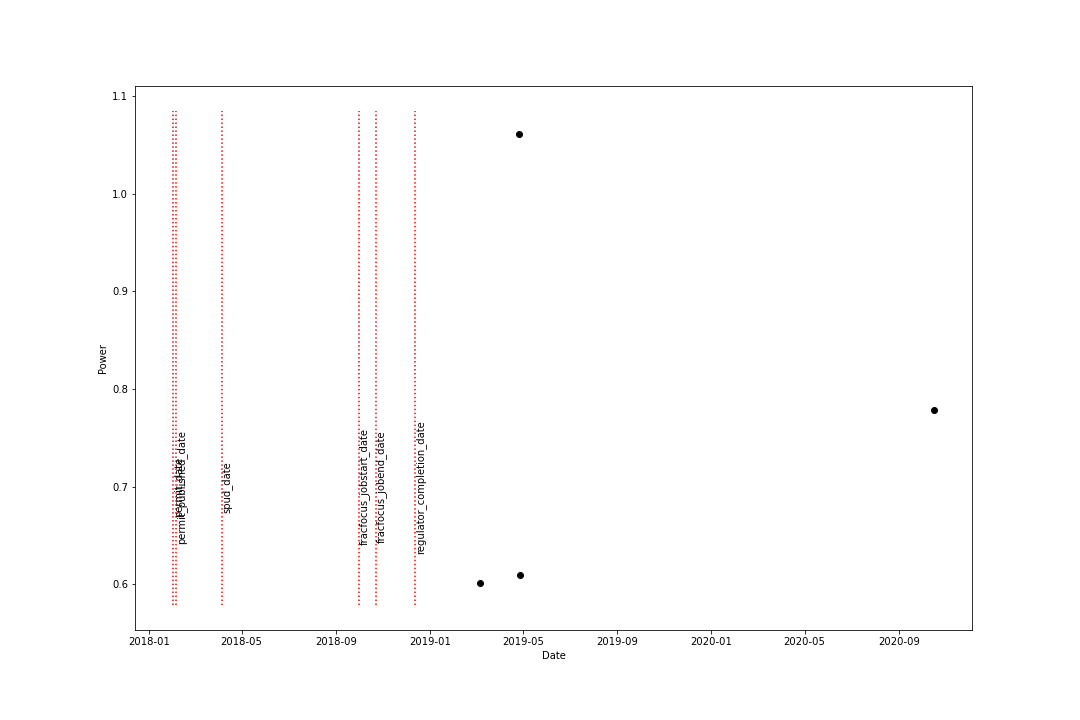 1.1
1.0
0.9
0.8
0.7
0.6
Power
permit_date
permit_published_date
spud_date
fracfocus_jobstart_date
fracfocus_jobend_date
regulator_completion_date
2018-01
2018-05
2018-09
2019-01
2019-05
2019-09
2020-01
2020-05
2020-09
Date